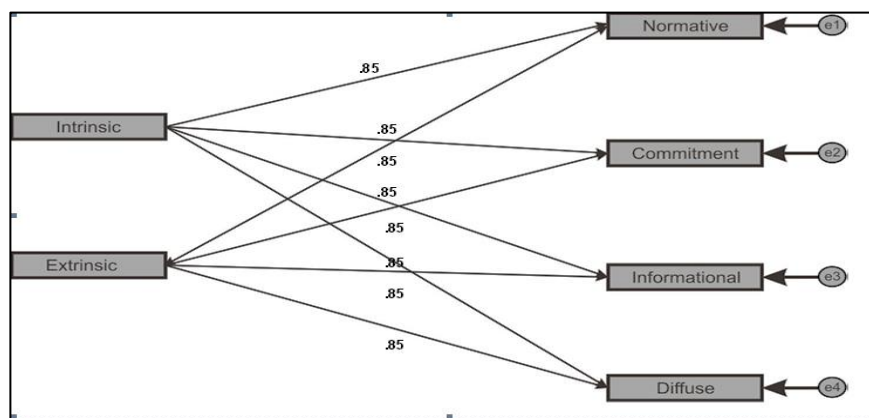 Normative
e1
.85
Intrinsic
.85
Commitment
e2
.85
.85
.85
Extrinsic
.85
Informational
e3
.85
.85
Diffuse
e4